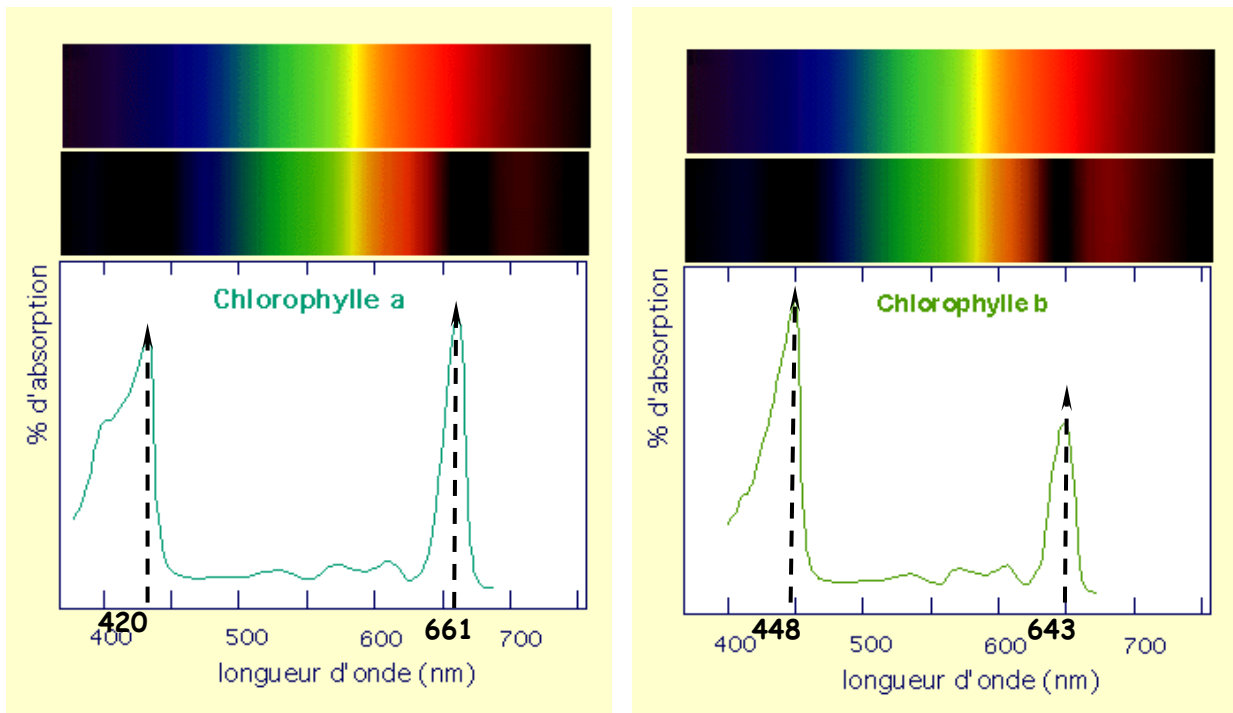 Chlorophylle a
% d'absorption
420
661
400
500
600
700
longueur d'onde (nm)
Chlorophylle b
% d'absorption
448
643
400
500
600
700
longueur d'onde (nm)